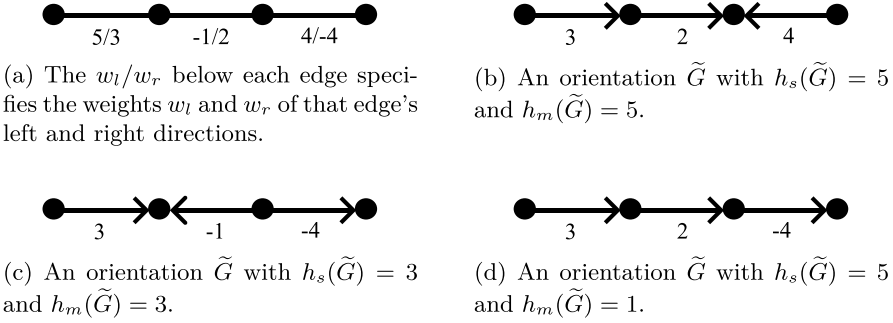 5/3 -1/2 4/-4
(a) The w_l/w_r below each edge speci-
fies the weights w_l and w_r of that edge's
left and right directions.
3 2 4
(b) An orientation G̃ with h_s(G̃) = 5
and h_m(G̃) = 5.
3 -1 -4
(c) An orientation G̃ with h_s(G̃) = 3
and h_m(G̃) = 3.
3 2 -4
(d) An orientation G̃ with h_s(G̃) = 5
and h_m(G̃) = 1.